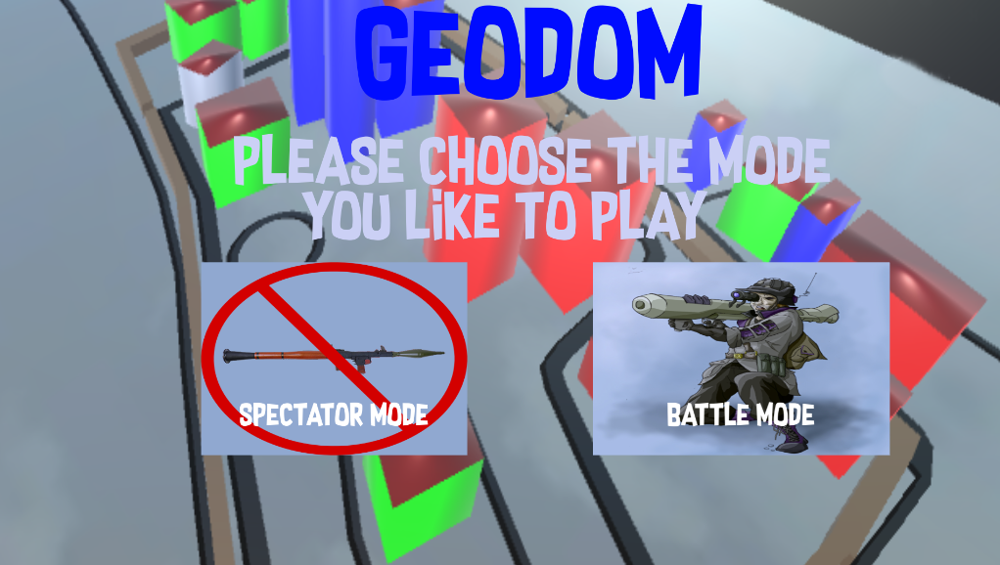 GEODOM
PLEASE CHOOSE THE MODE
YOU LiKE TO PLAY
SPECTATOR MODE
BATTLE MODE